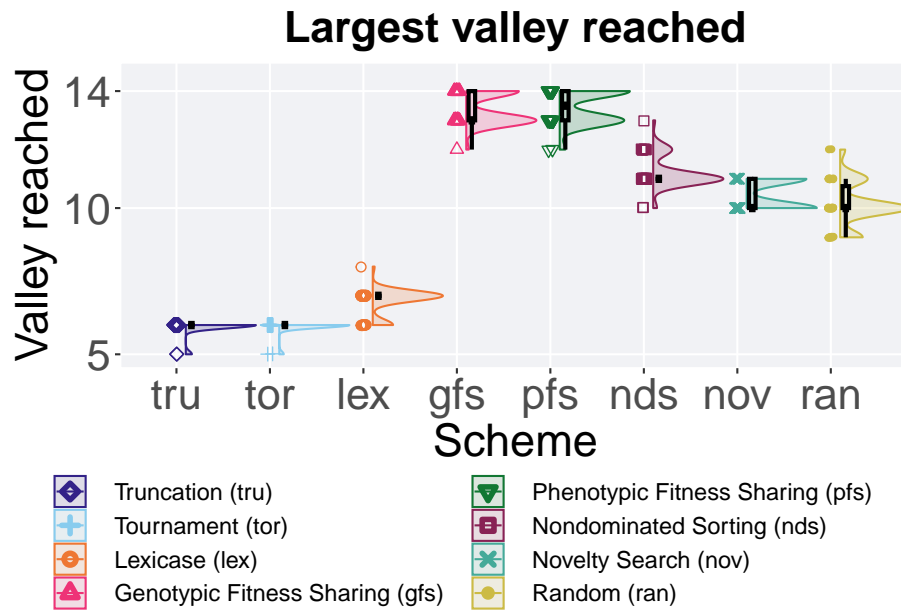 Largest valley reached
Valley reached
14
10
5
tru tor lex gfs pfs nds nov ran
Scheme
Truncation (tru)
Tournament (tor)
Lexicase (lex)
Genotypic Fitness Sharing (gfs)
Phenotypic Fitness Sharing (pfs)
Nondominated Sorting (nds)
Novelty Search (nov)
Random (ran)